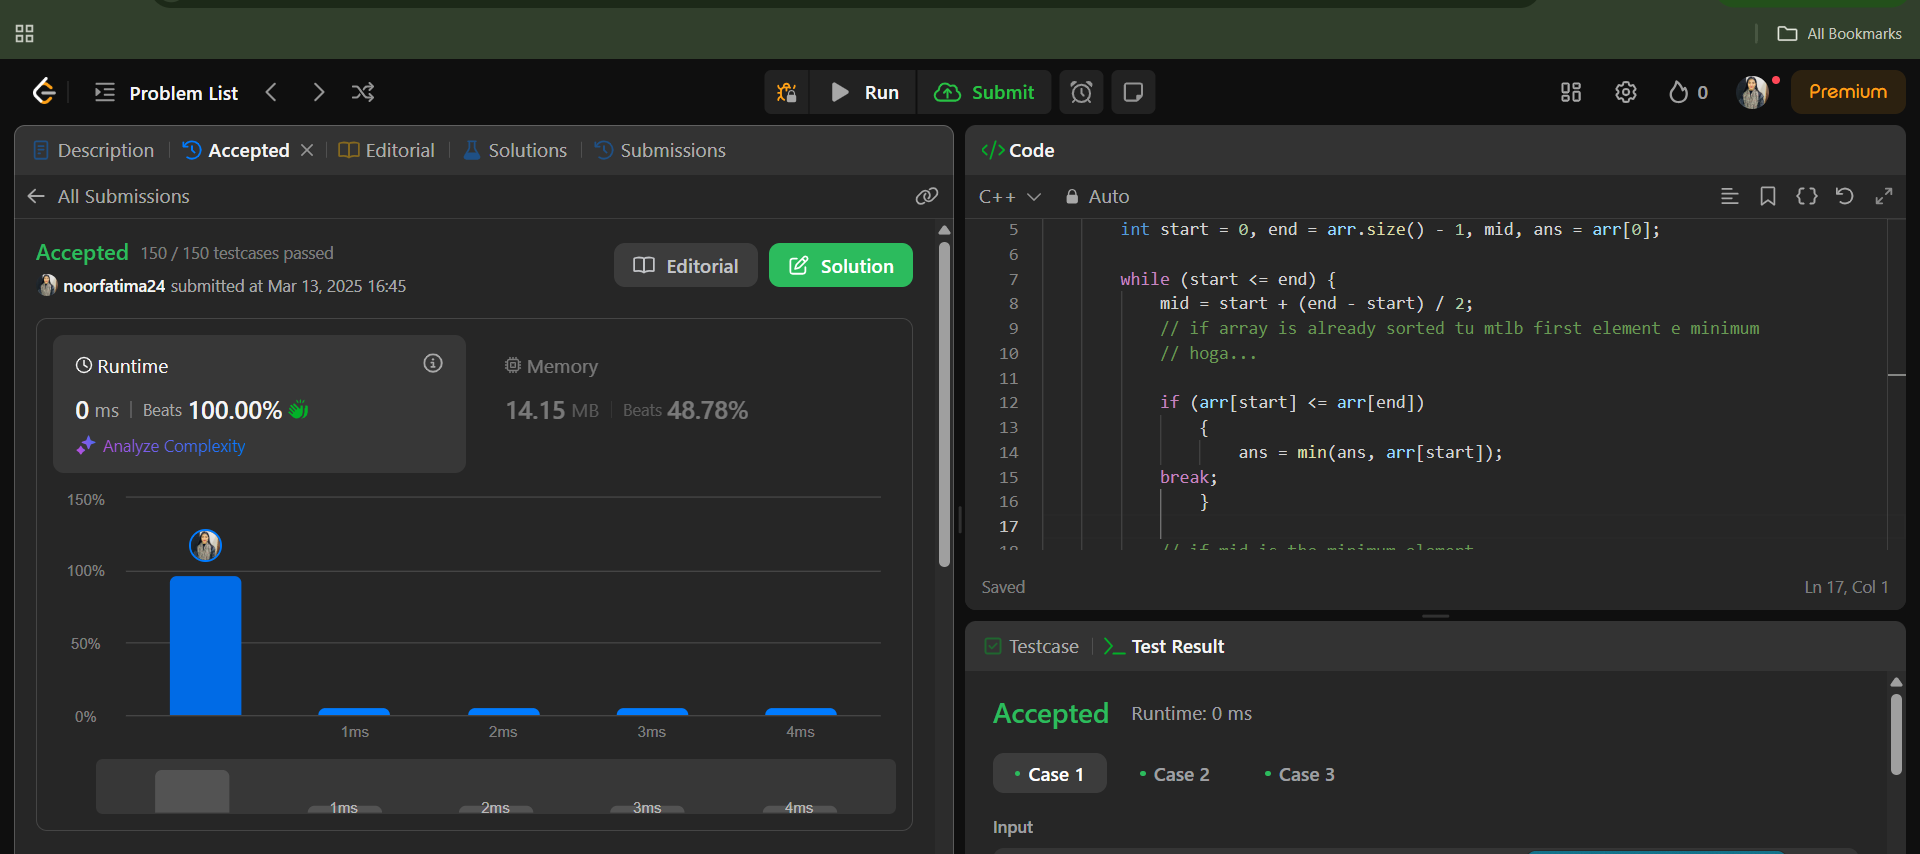 All Bookmarks
Problem List
Run
Submit
0
Premium
Description
Accepted
Editorial
Solutions
Submissions
All Submissions
Accepted 150 / 150 testcases passed
noorfatima24 submitted at Mar 13, 2025 16:45
Editorial
Solution
Runtime
0 ms | Beats 100.00%
Analyze Complexity
Memory
14.15 MB | Beats 48.78%
150%
100%
50%
0%
1ms 2ms 3ms 4ms
1ms 2ms 3ms 4ms
</> Code
C++ Auto
5 int start = 0, end = arr.size() - 1, mid, ans = arr[0];
6
7 while (start <= end) {
8 mid = start + (end - start) / 2;
9 // if array is already sorted tu mtlb first element e minimum
10 // hoga...
11
12 if (arr[start] <= arr[end])
13 {
14 ans = min(ans, arr[start]);
15 break;
16 }
17
18 // if mid is the minimum element
Saved
Ln 17, Col 1
Testcase
>_ Test Result
Accepted Runtime: 0 ms
• Case 1 • Case 2 • Case 3
Input